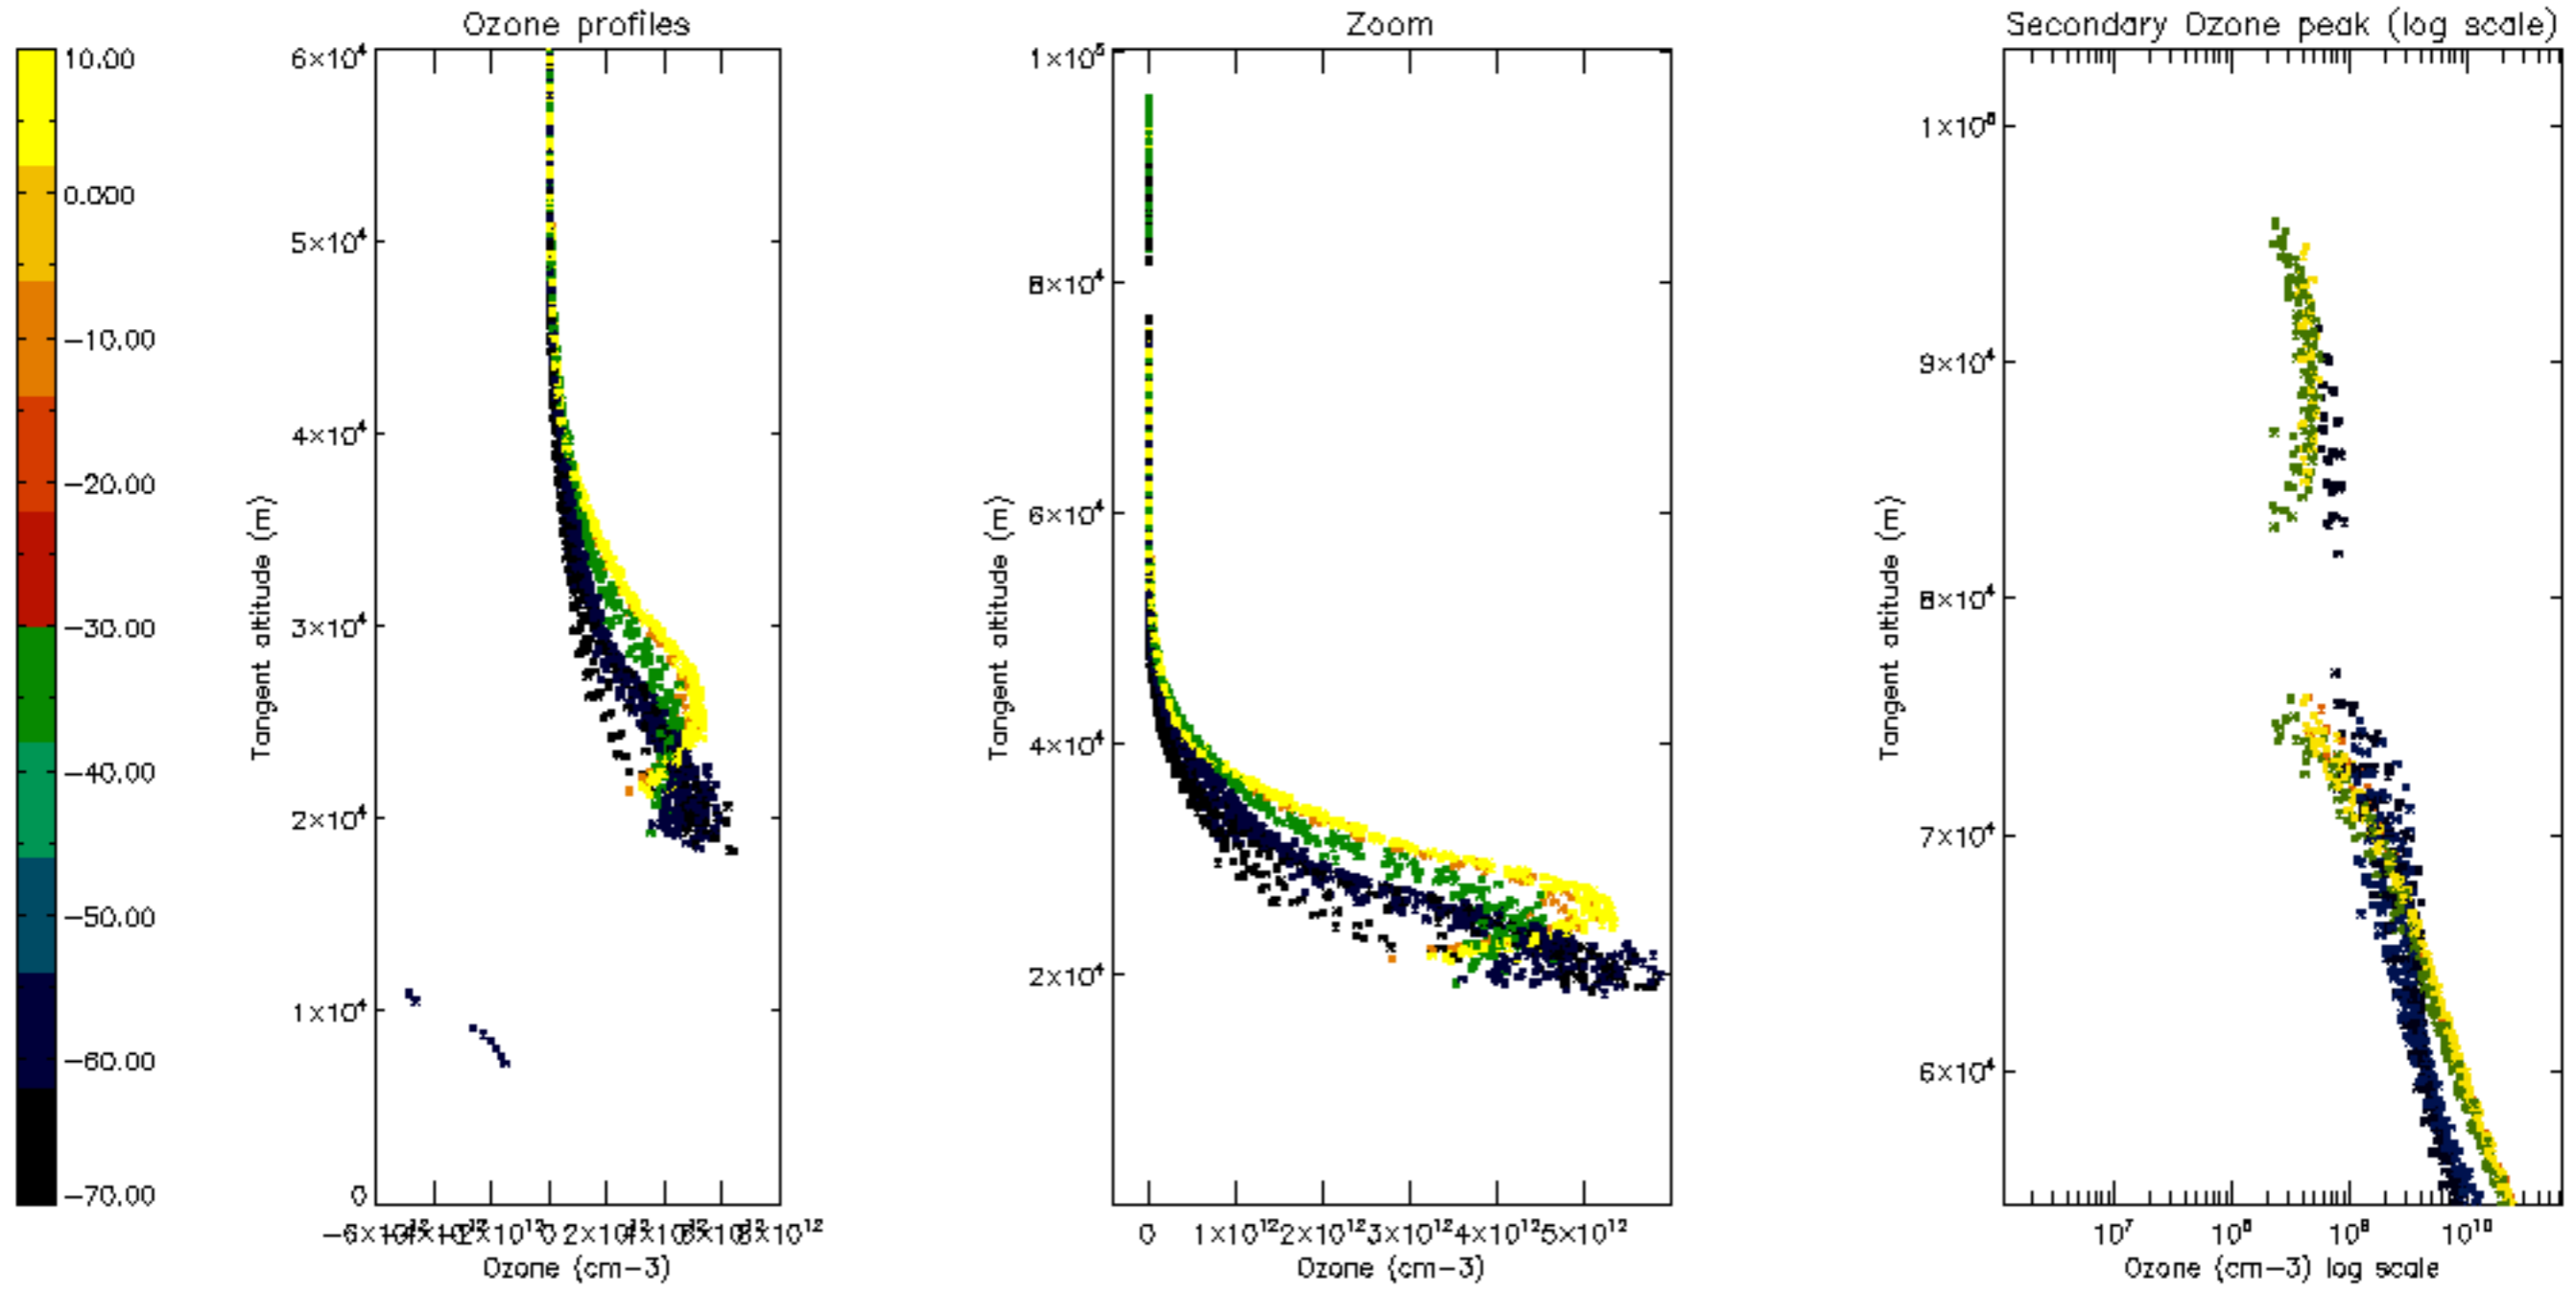 Ozone profiles
Zoom
Secondary Ozone peak (log scale)
10.00
0.00
−10.00
−20.00
−30.00
−40.00
−50.00
−60.00
−70.00
6×10⁴
5×10⁴
4×10⁴
3×10⁴
2×10⁴
1×10⁴
0
Tangent altitude (m)
0 8×10¹²
Ozone (cm−3)
1×10⁵
8×10⁴
6×10⁴
4×10⁴
2×10⁴
Tangent altitude (m)
0 1×10¹² 2×10¹² 3×10¹² 4×10¹² 5×10¹²
Ozone (cm−3)
9×10⁴
8×10⁴
7×10⁴
6×10⁴
Tangent altitude (m)
10⁷ 10⁸ 10⁹ 10¹⁰
Ozone (cm−3) log scale